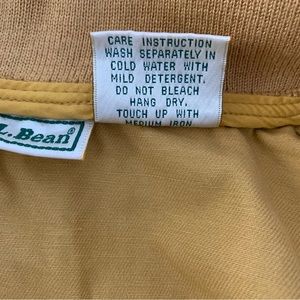 CARE INSTRUCTION
WASH SEPARATELY IN
COLD WATER WITH
MILD DETERGENT.
DO NOT BLEACH
HANG DRY.
TOUCH UP WITH
MEDIUM IRON
L. Bean®